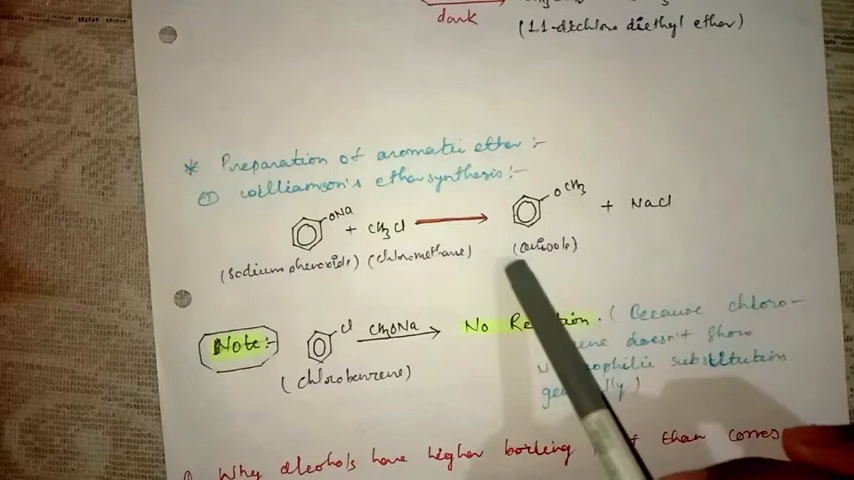 dark
(1,1-dichloro diethyl ether)
* Preparation of aromatic ether :-
① Williamson's ether synthesis :-
ONa + CH3Cl OCH3 + NaCl
(Sodium phenoxide) (chloromethane) (anisole)
Note :- Cl CH3ONa No Reaction. (Because chloro-
doesn't show
substitution
(chlorobenzene)
Why alcohols have higher boiling than